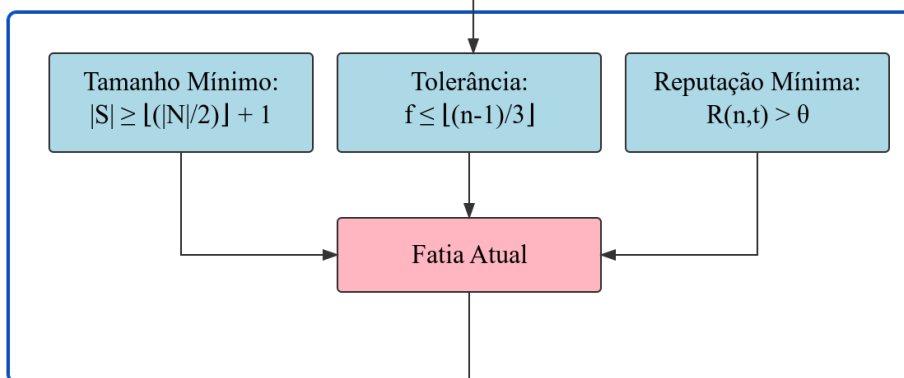 Tamanho Mínimo:
|S| ≥ ⌊(|N|/2)⌋ + 1
Tolerância:
f ≤ ⌊(n-1)/3⌋
Reputação Mínima:
R(n,t) > θ
Fatia Atual